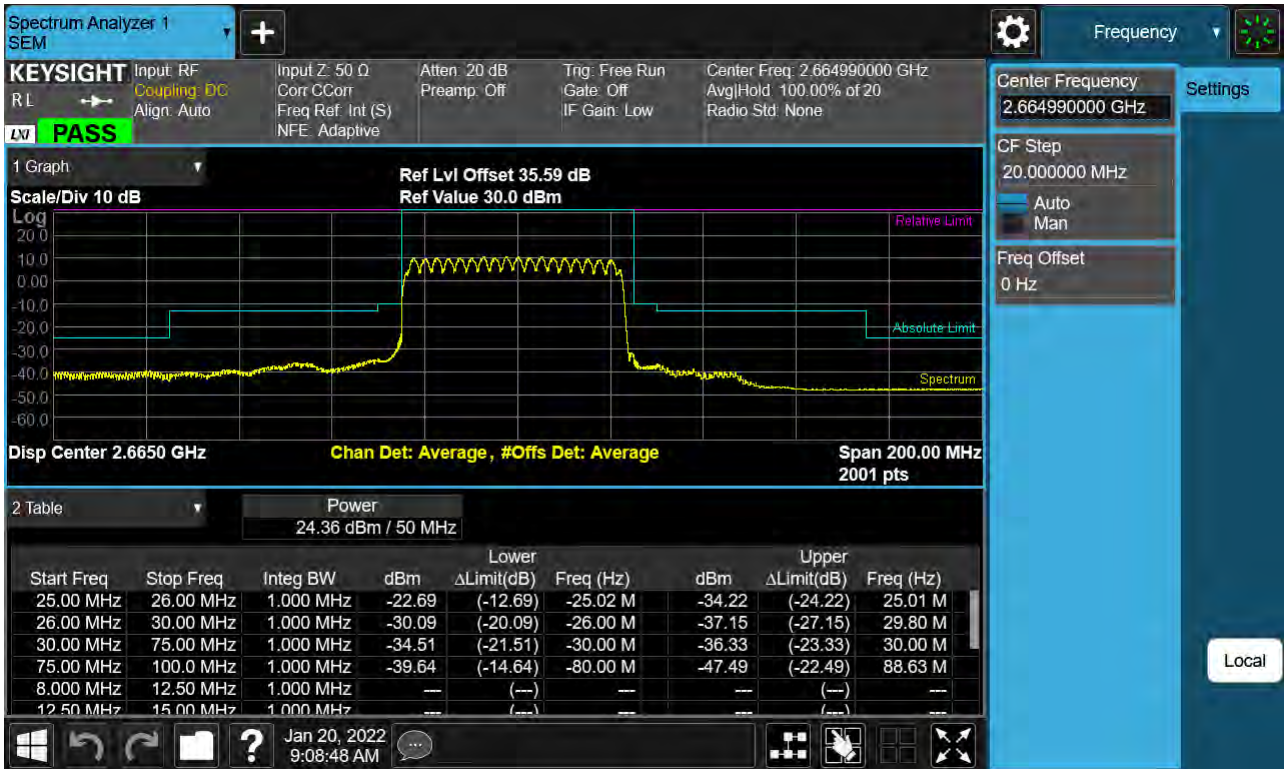 Spectrum Analyzer 1
SEM
Frequency
KEYSIGHT
R L
LXI
PASS
Input: RF
Coupling: DC
Align: Auto
Input Z: 50 Ω
Corr CCorr
Freq Ref: Int (S)
NFE: Adaptive
Atten: 20 dB
Preamp: Off
Trig: Free Run
Gate: Off
IF Gain: Low
Center Freq: 2.664990000 GHz
Avg|Hold: 100.00% of 20
Radio Std: None
Center Frequency
2.664990000 GHz
Settings
CF Step
20.000000 MHz
Auto
Man
Freq Offset
0 Hz
1 Graph
Scale/Div 10 dB
Ref Lvl Offset 35.59 dB
Ref Value 30.0 dBm
Log
20.0
10.0
0.00
-10.0
-20.0
-30.0
-40.0
-50.0
-60.0
Relative Limit
Absolute Limit
Spectrum
Disp Center 2.6650 GHz
Chan Det: Average, #Offs Det: Average
Span 200.00 MHz
2001 pts
2 Table
Power
24.36 dBm / 50 MHz
Lower Upper
Start Freq Stop Freq Integ BW dBm ΔLimit(dB) Freq (Hz) dBm ΔLimit(dB) Freq (Hz)
25.00 MHz 26.00 MHz 1.000 MHz -22.69 (-12.69) -25.02 M -34.22 (-24.22) 25.01 M
26.00 MHz 30.00 MHz 1.000 MHz -30.09 (-20.09) -26.00 M -37.15 (-27.15) 29.80 M
30.00 MHz 75.00 MHz 1.000 MHz -34.51 (-21.51) -30.00 M -36.33 (-23.33) 30.00 M
75.00 MHz 100.0 MHz 1.000 MHz -39.64 (-14.64) -80.00 M -47.49 (-22.49) 88.63 M
8.000 MHz 12.50 MHz 1.000 MHz --- (---) --- --- (---) ---
12.50 MHz 15.00 MHz 1.000 MHz --- (---) --- --- (---) ---
Local
Jan 20, 2022
9:08:48 AM